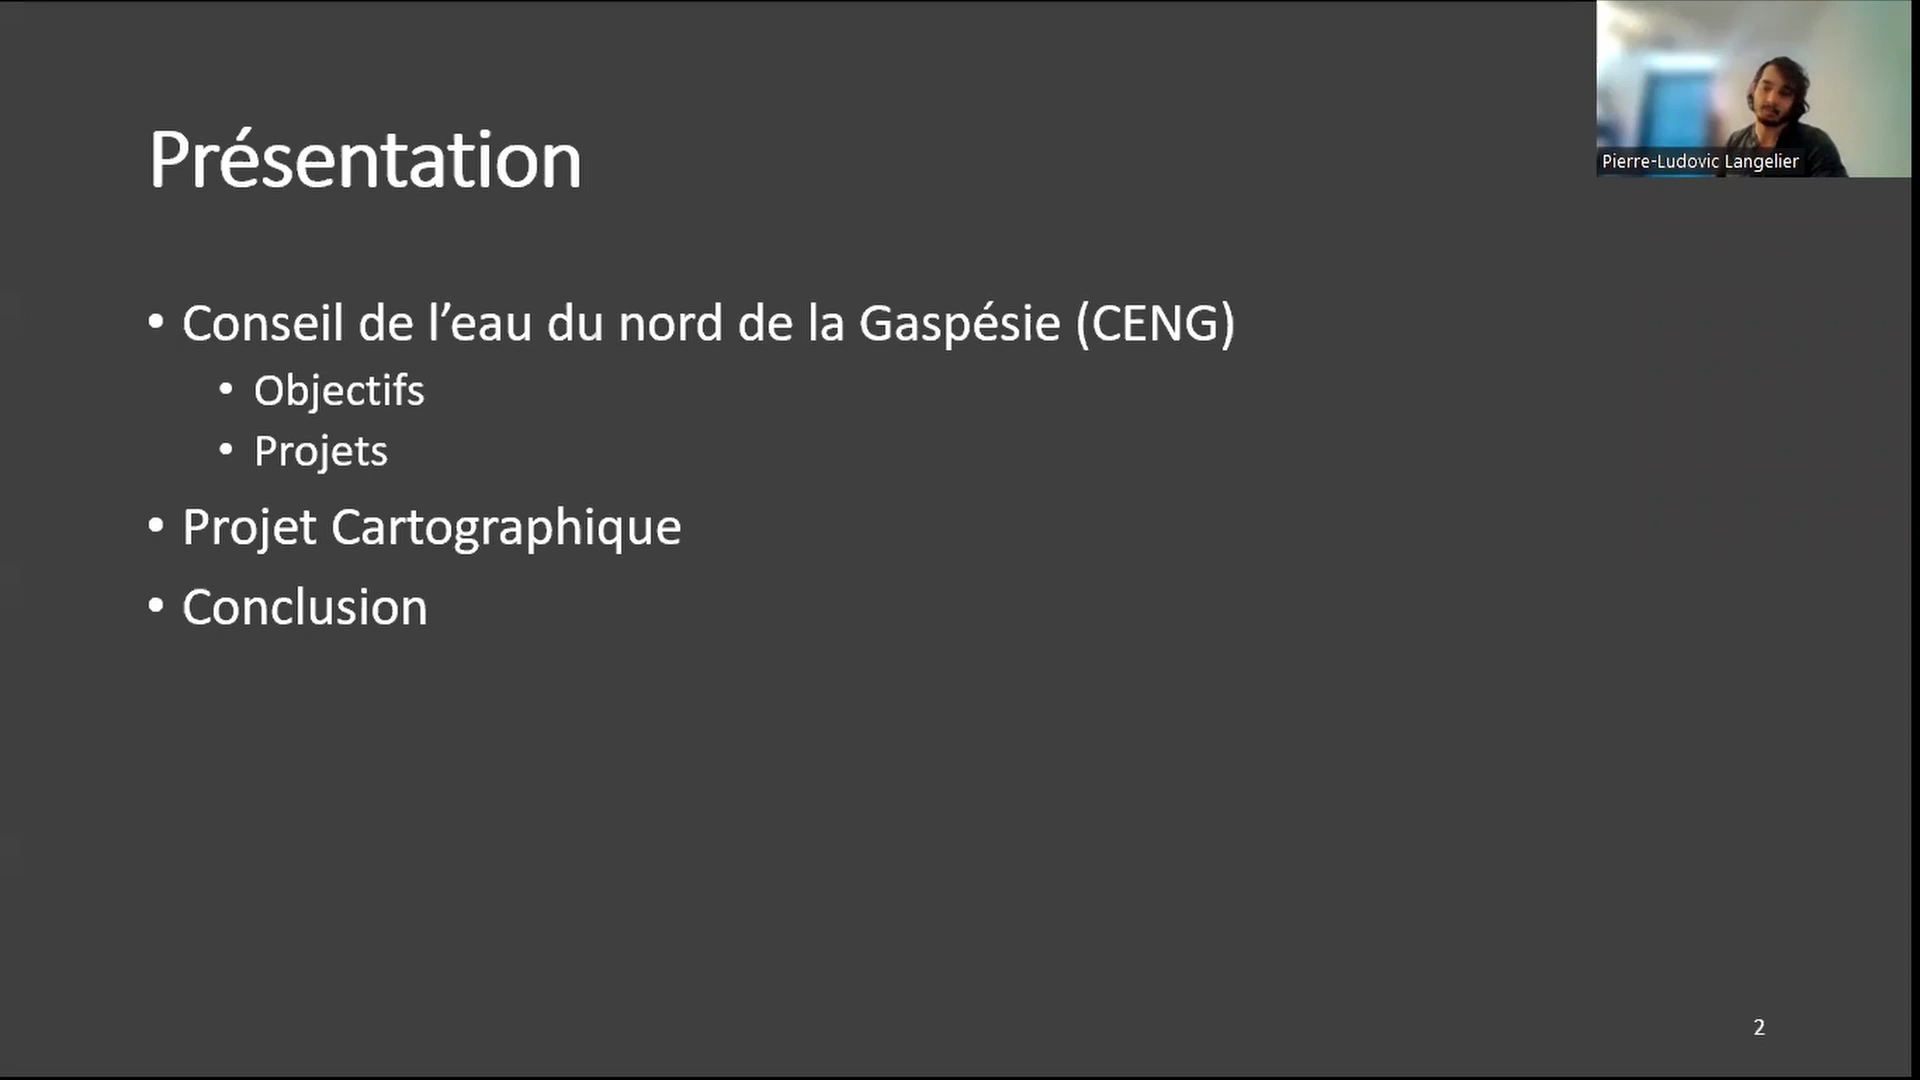 Présentation
Pierre-Ludovic Langelier
• Conseil de l’eau du nord de la Gaspésie (CENG)
• Objectifs
• Projets
• Projet Cartographique
• Conclusion
2